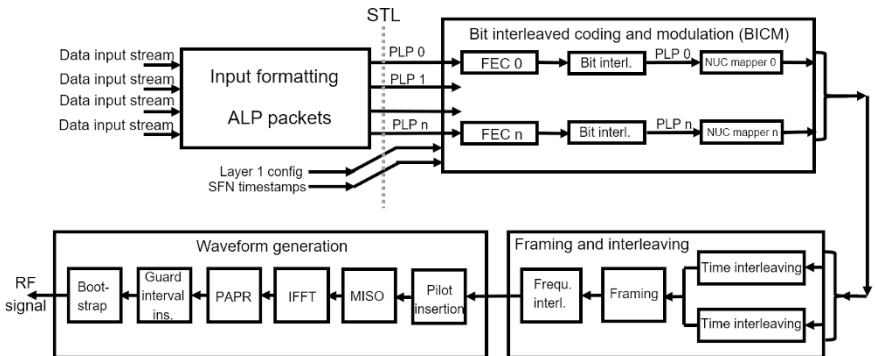 STL
Bit interleaved coding and modulation (BICM)
Data input stream
Data input stream
Data input stream
Data input stream
Input formatting
ALP packets
PLP 0
PLP 1
PLP n
FEC 0
Bit interl.
PLP 0
NUC mapper 0
FEC n
Bit interl.
PLP n
NUC mapper n
Layer 1 config
SFN timestamps
Waveform generation
Framing and interleaving
RF
signal
Boot-
strap
Guard
interval
ins.
PAPR
IFFT
MISO
Pilot
insertion
Frequ.
interl.
Framing
Time interleaving
Time interleaving